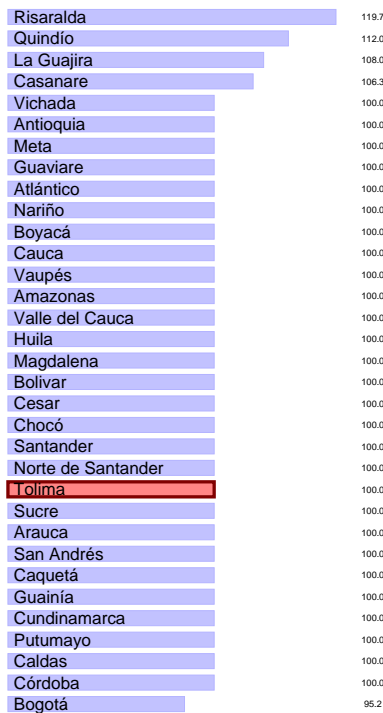 Risaralda 119.7
Quindío 112.0
La Guajira 108.0
Casanare 106.3
Vichada 100.0
Antioquia 100.0
Meta 100.0
Guaviare 100.0
Atlántico 100.0
Nariño 100.0
Boyacá 100.0
Cauca 100.0
Vaupés 100.0
Amazonas 100.0
Valle del Cauca 100.0
Huila 100.0
Magdalena 100.0
Bolivar 100.0
Cesar 100.0
Chocó 100.0
Santander 100.0
Norte de Santander 100.0
Tolima 100.0
Sucre 100.0
Arauca 100.0
San Andrés 100.0
Caquetá 100.0
Guainía 100.0
Cundinamarca 100.0
Putumayo 100.0
Caldas 100.0
Córdoba 100.0
Bogotá 95.2